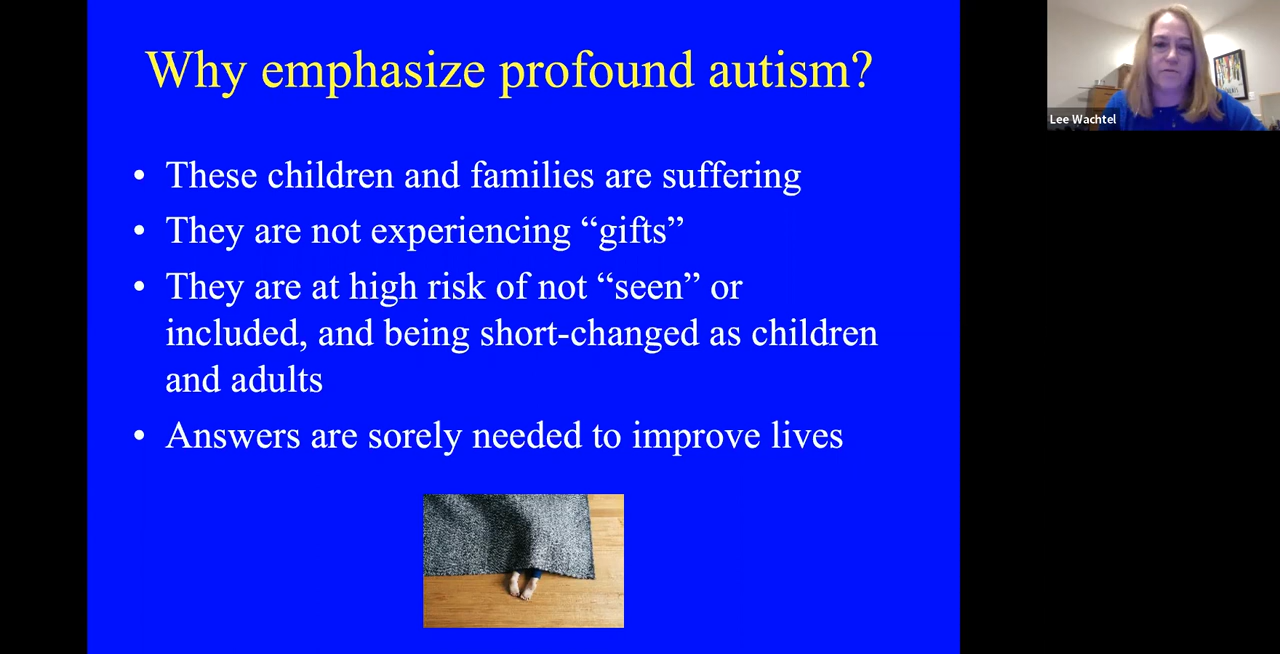 Why emphasize profound autism?
• These children and families are suffering
• They are not experiencing “gifts”
• They are at high risk of not “seen” or
included, and being short-changed as children
and adults
• Answers are sorely needed to improve lives
Lee Wachtel